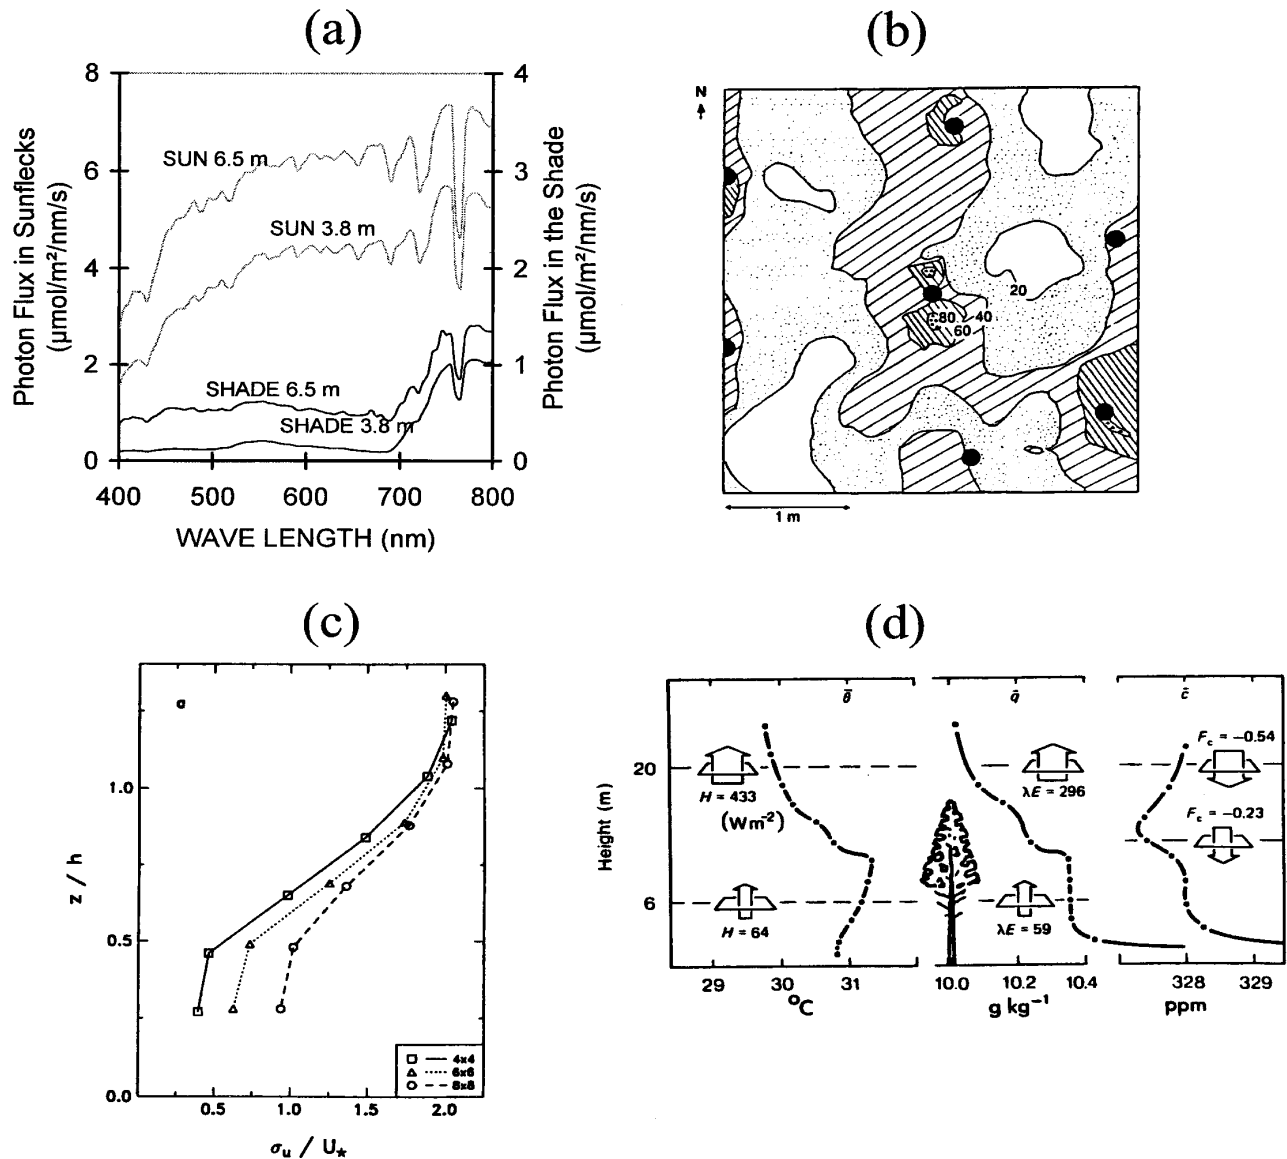 (a)
8
4
SUN 6.5 m
6
3
SUN 3.8 m
4
2
2
1
SHADE 6.5 m
SHADE 3.8 m
0
0
400 500 600 700 800
WAVE LENGTH (nm)
Photon Flux in Sunflecks
(μmol/m²/nm/s)
Photon Flux in the Shade
(μmol/m²/nm/s)
(b)
N
20
80 40
60
1 m
(c)
a
1.0
0.5
0.0
z / h
4x4
6x6
8x8
0.5 1.0 1.5 2.0
σu / U★
(d)
θ̄ q̄ c̄
Fc = −0.54
20
H = 433
(Wm⁻²)
λE = 296
Fc = −0.23
Height (m)
6
H = 64
λE = 59
29 30 31
°C
10.0 10.2 10.4
g kg⁻¹
328 329
ppm